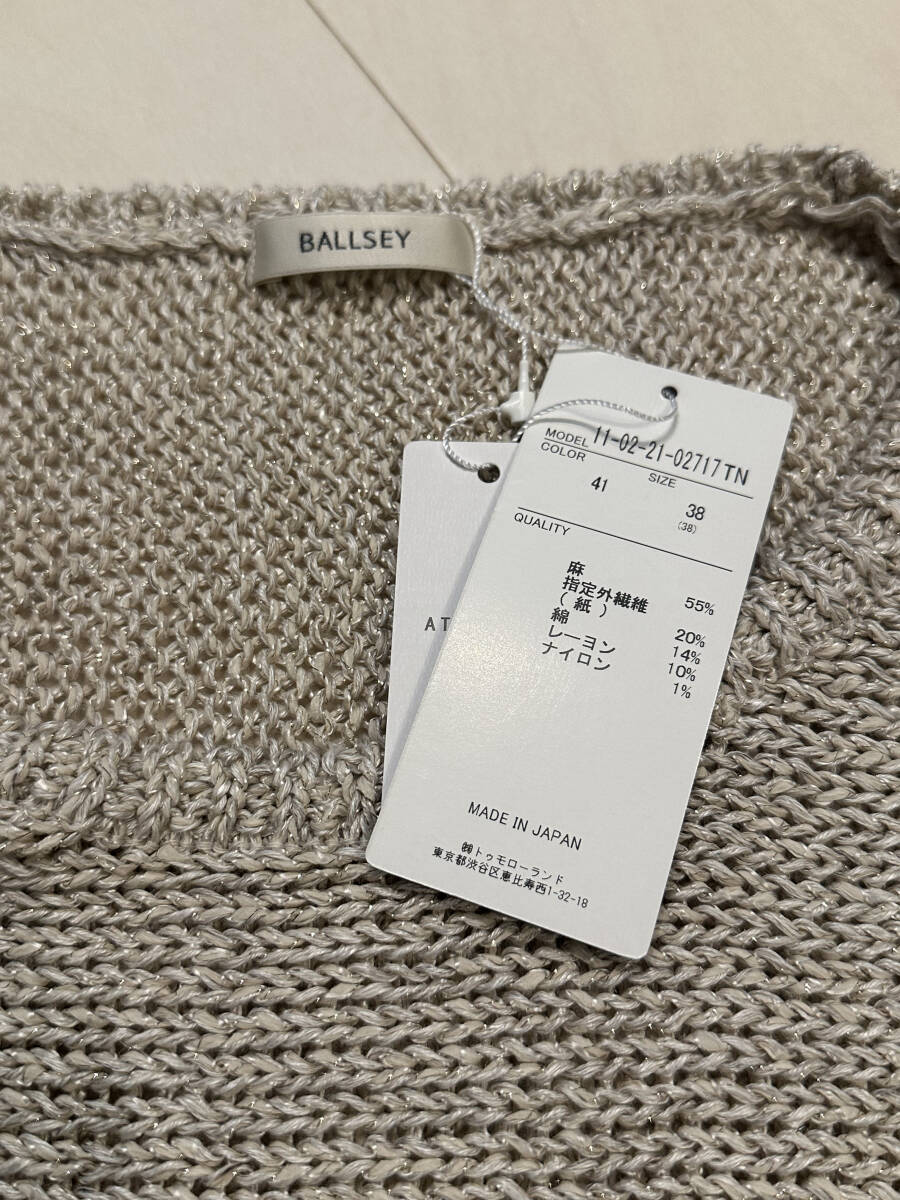 BALLSEY
MODEL 11-02-21-02717TN
COLOR SIZE
41 38
(38)
QUALITY
麻 55%
指定外繊維
(紙) 20%
綿 14%
レーヨン 10%
ナイロン 1%
MADE IN JAPAN
㈱トゥモローランド
東京都渋谷区恵比寿西1-32-18
AT